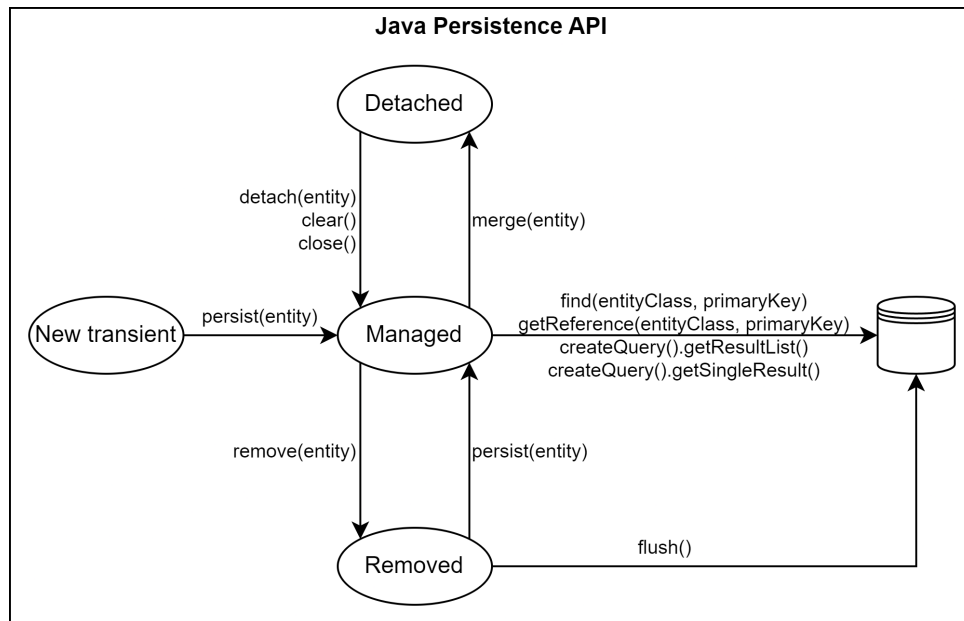 Java Persistence API
Detached
detach(entity)
clear()
close()
merge(entity)
New transient
persist(entity)
Managed
find(entityClass, primaryKey)
getReference(entityClass, primaryKey)
createQuery().getResultList()
createQuery().getSingleResult()
remove(entity)
persist(entity)
Removed
flush()